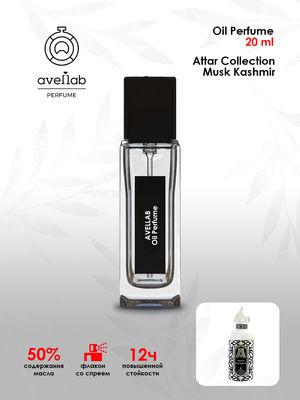 avellab
PERFUME
Oil Perfume
20 ml
Attar Collection
Musk Kashmir
AVELLAB
Oil Perfume
50%
содержания
масла
флакон
со спреем
12ч
повышенной
стойкости